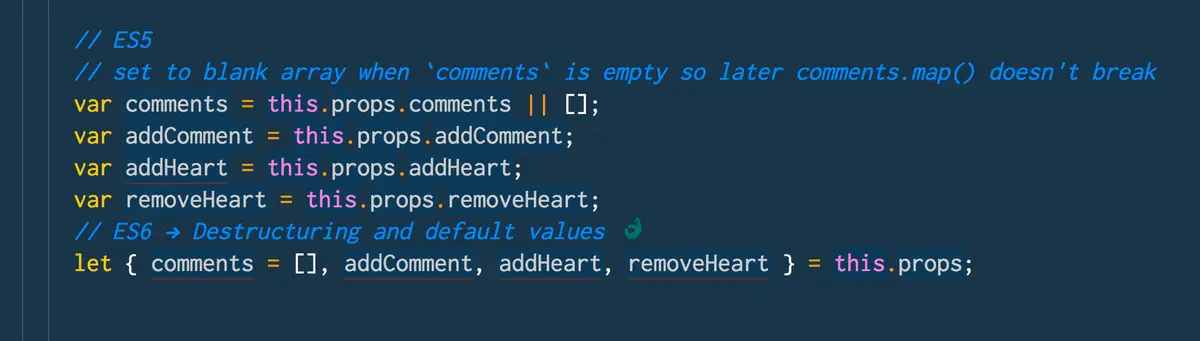 // ES5
// set to blank array when `comments` is empty so later comments.map() doesn't break
var comments = this.props.comments || [];
var addComment = this.props.addComment;
var addHeart = this.props.addHeart;
var removeHeart = this.props.removeHeart;
// ES6 → Destructuring and default values 👌
let { comments = [], addComment, addHeart, removeHeart } = this.props;